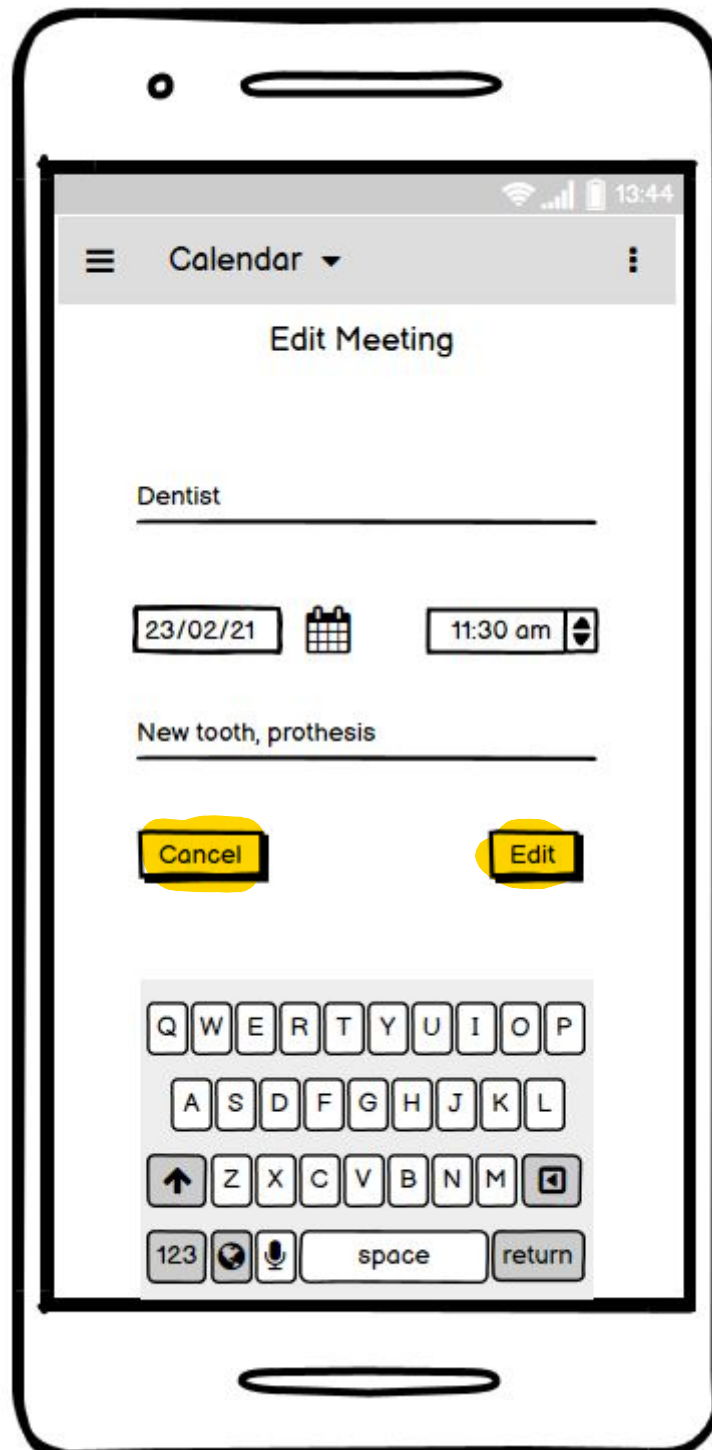 13:44
Calendar
Edit Meeting
Dentist
23/02/21 11:30 am
New tooth, prothesis
Cancel Edit
Q W E R T Y U I O P
A S D F G H J K L
Z X C V B N M
123 space return